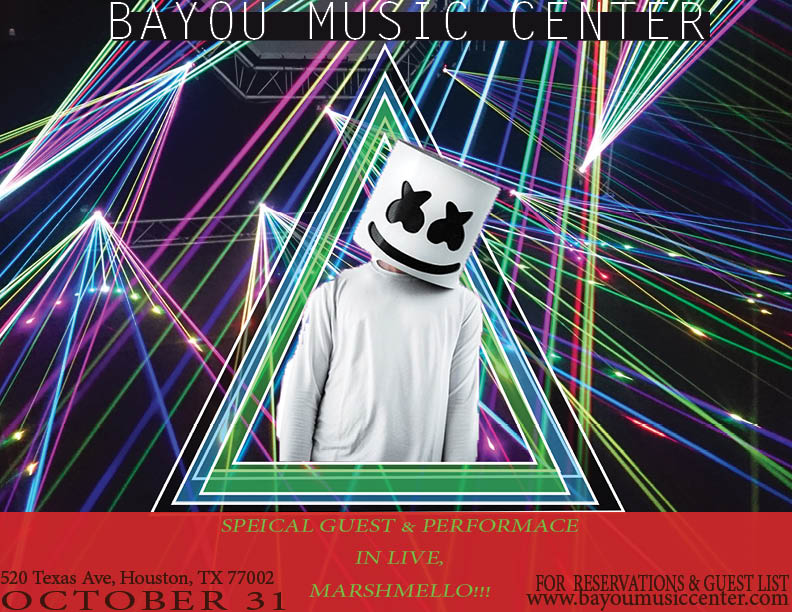 BAYOU MUSIC CENTER
SPEICAL GUEST & PERFORMACE
IN LIVE,
MARSHMELLO!!!
520 Texas Ave, Houston, TX 77002
OCTOBER 31
FOR RESERVATIONS & GUEST LIST
www.bayoumusiccenter.com